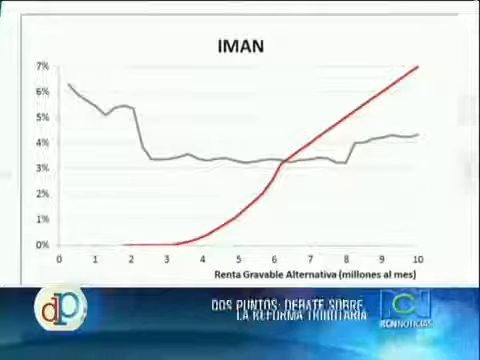 IMAN
7%
6%
5%
4%
3%
2%
1%
0%
0 1 2 3 4 5 6 7 8 9 10
Renta Gravable Alternativa (millones al mes)
dp
DOS PUNTOS: DEBATE SOBRE
LA REFORMA TRIBUTARIA
C
RCN NOTICIAS